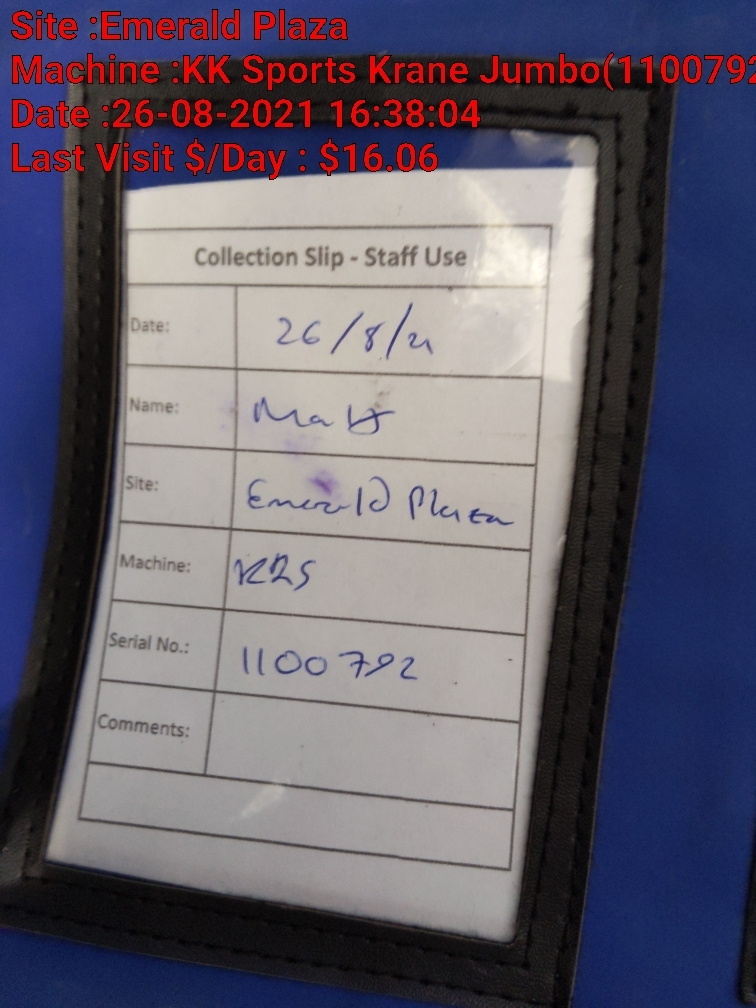 Site :Emerald Plaza
Machine :KK Sports Krane Jumbo(1100792
Date :26-08-2021 16:38:04
Last Visit $/Day : $16.06
Collection Slip - Staff Use
Date: 26/8/21
Name: Matt
Site: Emerald Plaza
Machine:
Serial No.: 1100792
Comments: